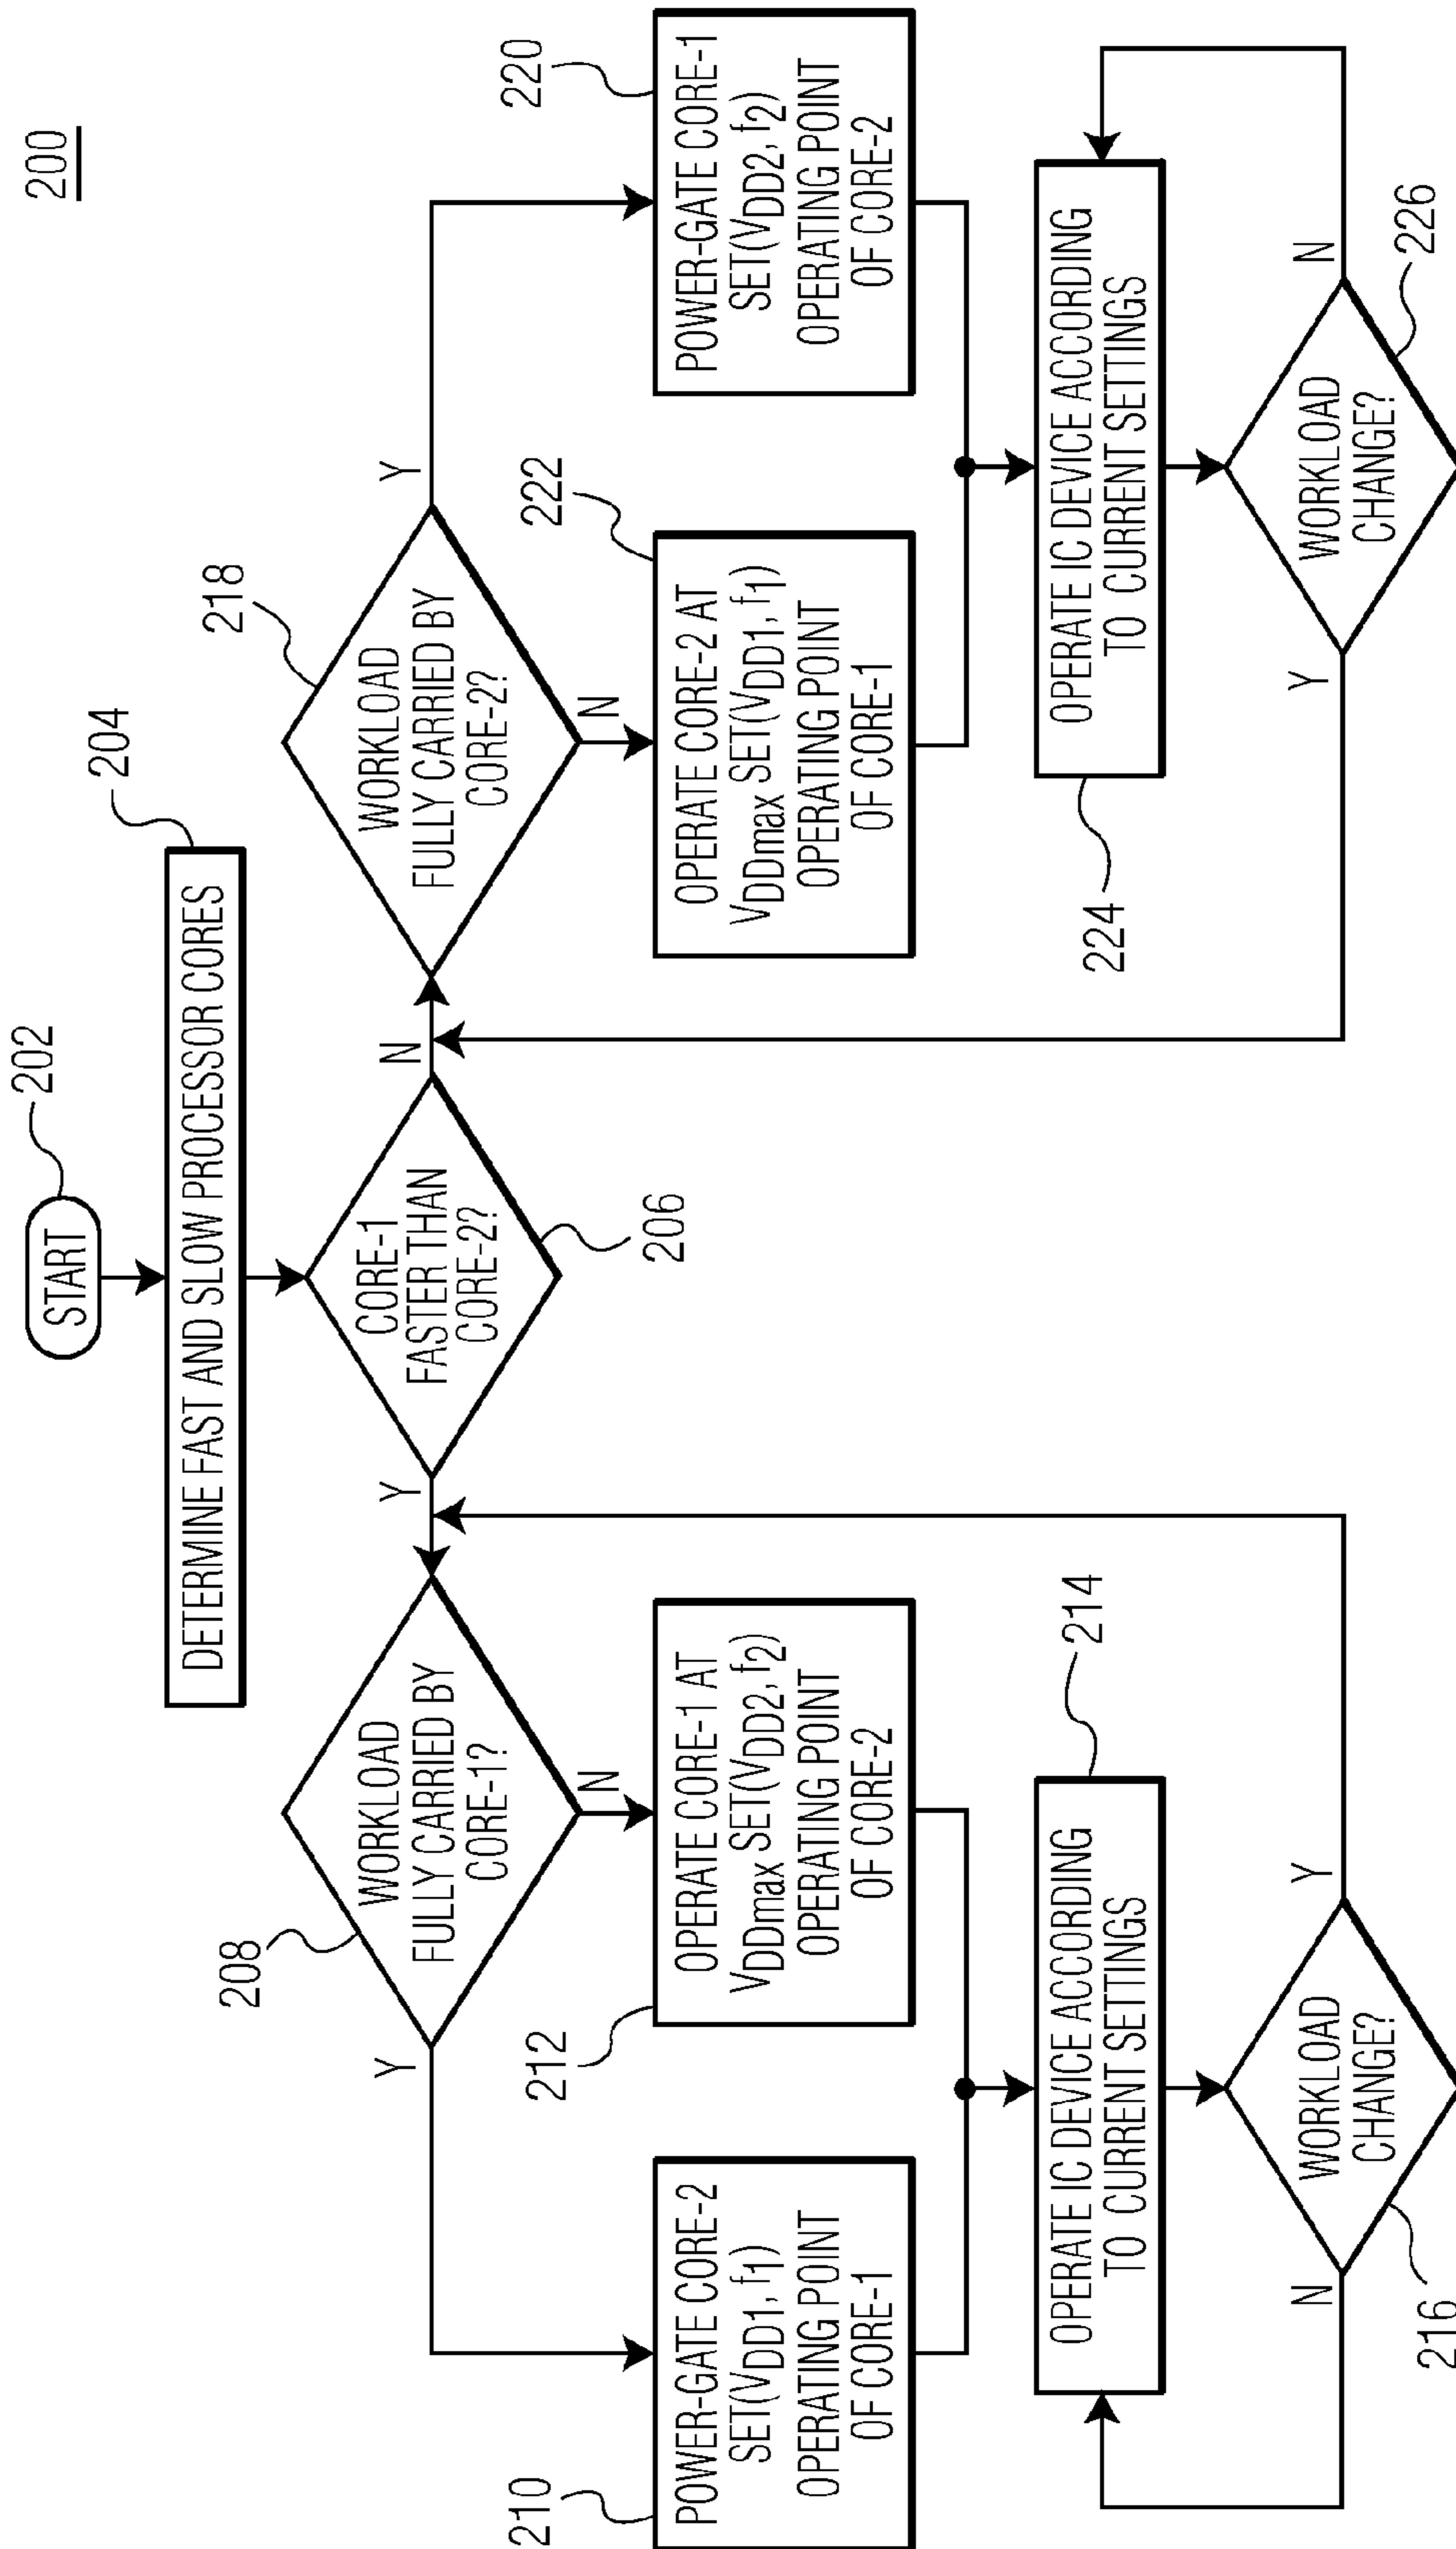 200
202
START
204
DETERMINE FAST AND SLOW PROCESSOR CORES
CORE-1
FASTER THAN
CORE-2?
206
Y
N
208
WORKLOAD
FULLY CARRIED BY
CORE-1?
Y
N
218
WORKLOAD
FULLY CARRIED BY
CORE-2?
N
Y
210
POWER-GATE CORE-2
SET(VDD1, f1)
OPERATING POINT
OF CORE-1
212
OPERATE CORE-1 AT
VDDmax SET(VDD2, f2)
OPERATING POINT
OF CORE-2
222
OPERATE CORE-2 AT
VDDmax SET(VDD1, f1)
OPERATING POINT
OF CORE-1
220
POWER-GATE CORE-1
SET(VDD2, f2)
OPERATING POINT
OF CORE-2
OPERATE IC DEVICE ACCORDING
TO CURRENT SETTINGS
214
224
OPERATE IC DEVICE ACCORDING
TO CURRENT SETTINGS
N
WORKLOAD
CHANGE?
Y
216
Y
WORKLOAD
CHANGE?
N
226